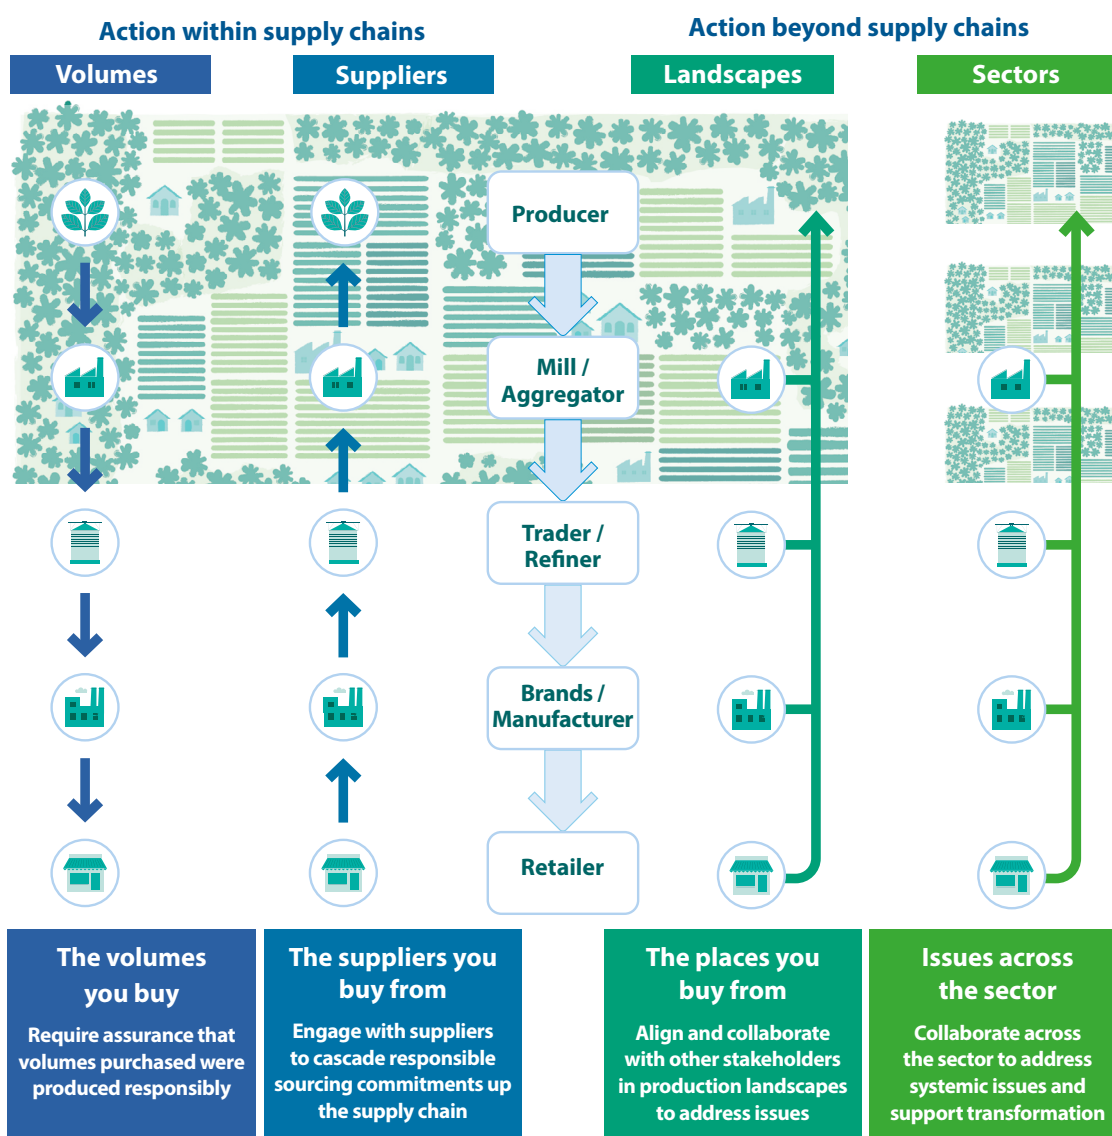 Action within supply chains
Action beyond supply chains
Volumes
Suppliers
Landscapes
Sectors
Producer
Mill /
Aggregator
Trader /
Refiner
Brands /
Manufacturer
Retailer
The volumes
you buy
Require assurance that
volumes purchased were
produced responsibly
The suppliers you
buy from
Engage with suppliers
to cascade responsible
sourcing commitments up
the supply chain
The places you
buy from
Align and collaborate
with other stakeholders
in production landscapes
to address issues
Issues across
the sector
Collaborate across
the sector to address
systemic issues and
support transformation